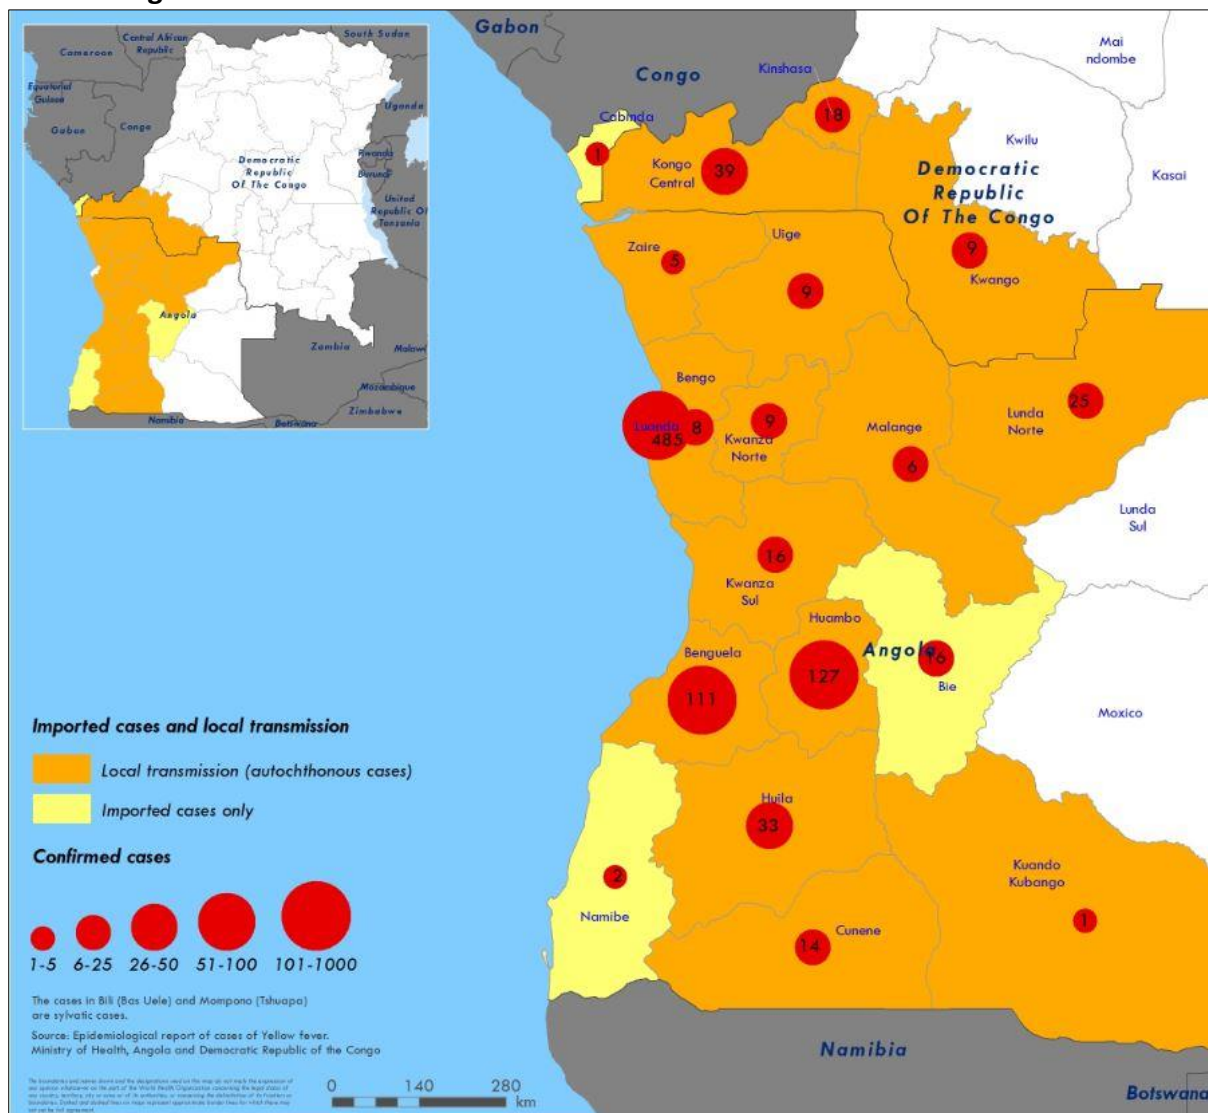 Gabon
Congo
Kinshasa
18
Mai
ndombe
Cabinda
1
Kongo
Central
39
Kwilu
Kasai
Democratic
Republic
Of The Congo
9
Kwango
Zaire
5
Uige
9
Bengo
Luanda
485
8
9
Kwanza
Norte
Malange
6
Lunda
Norte
25
Lunda
Sul
16
Kwanza
Sul
Huambo
127
Benguela
111
Angola
16
Bie
Moxico
Huila
33
2
Namibe
Kuando
Kubango
1
14
Cunene
Namibia
Botswana
Central African
Republic
South Sudan
Cameroon
Equatorial
Guinea
Gabon
Congo
Uganda
Rwanda
Burundi
Democratic
Republic
Of The Congo
United
Republic Of
Tanzania
Angola
Zambia
Malawi
Mozambique
Zimbabwe
Namibia
Botswana
Imported cases and local transmission
Local transmission (autochthonous cases)
Imported cases only
Confirmed cases
1-5 6-25 26-50 51-100 101-1000
The cases in Bili (Bas Uele) and Mompono (Tshuapa)
are sylvatic cases.
Source: Epidemiological report of cases of Yellow fever.
Ministry of Health, Angola and Democratic Republic of the Congo
0 140 280
km